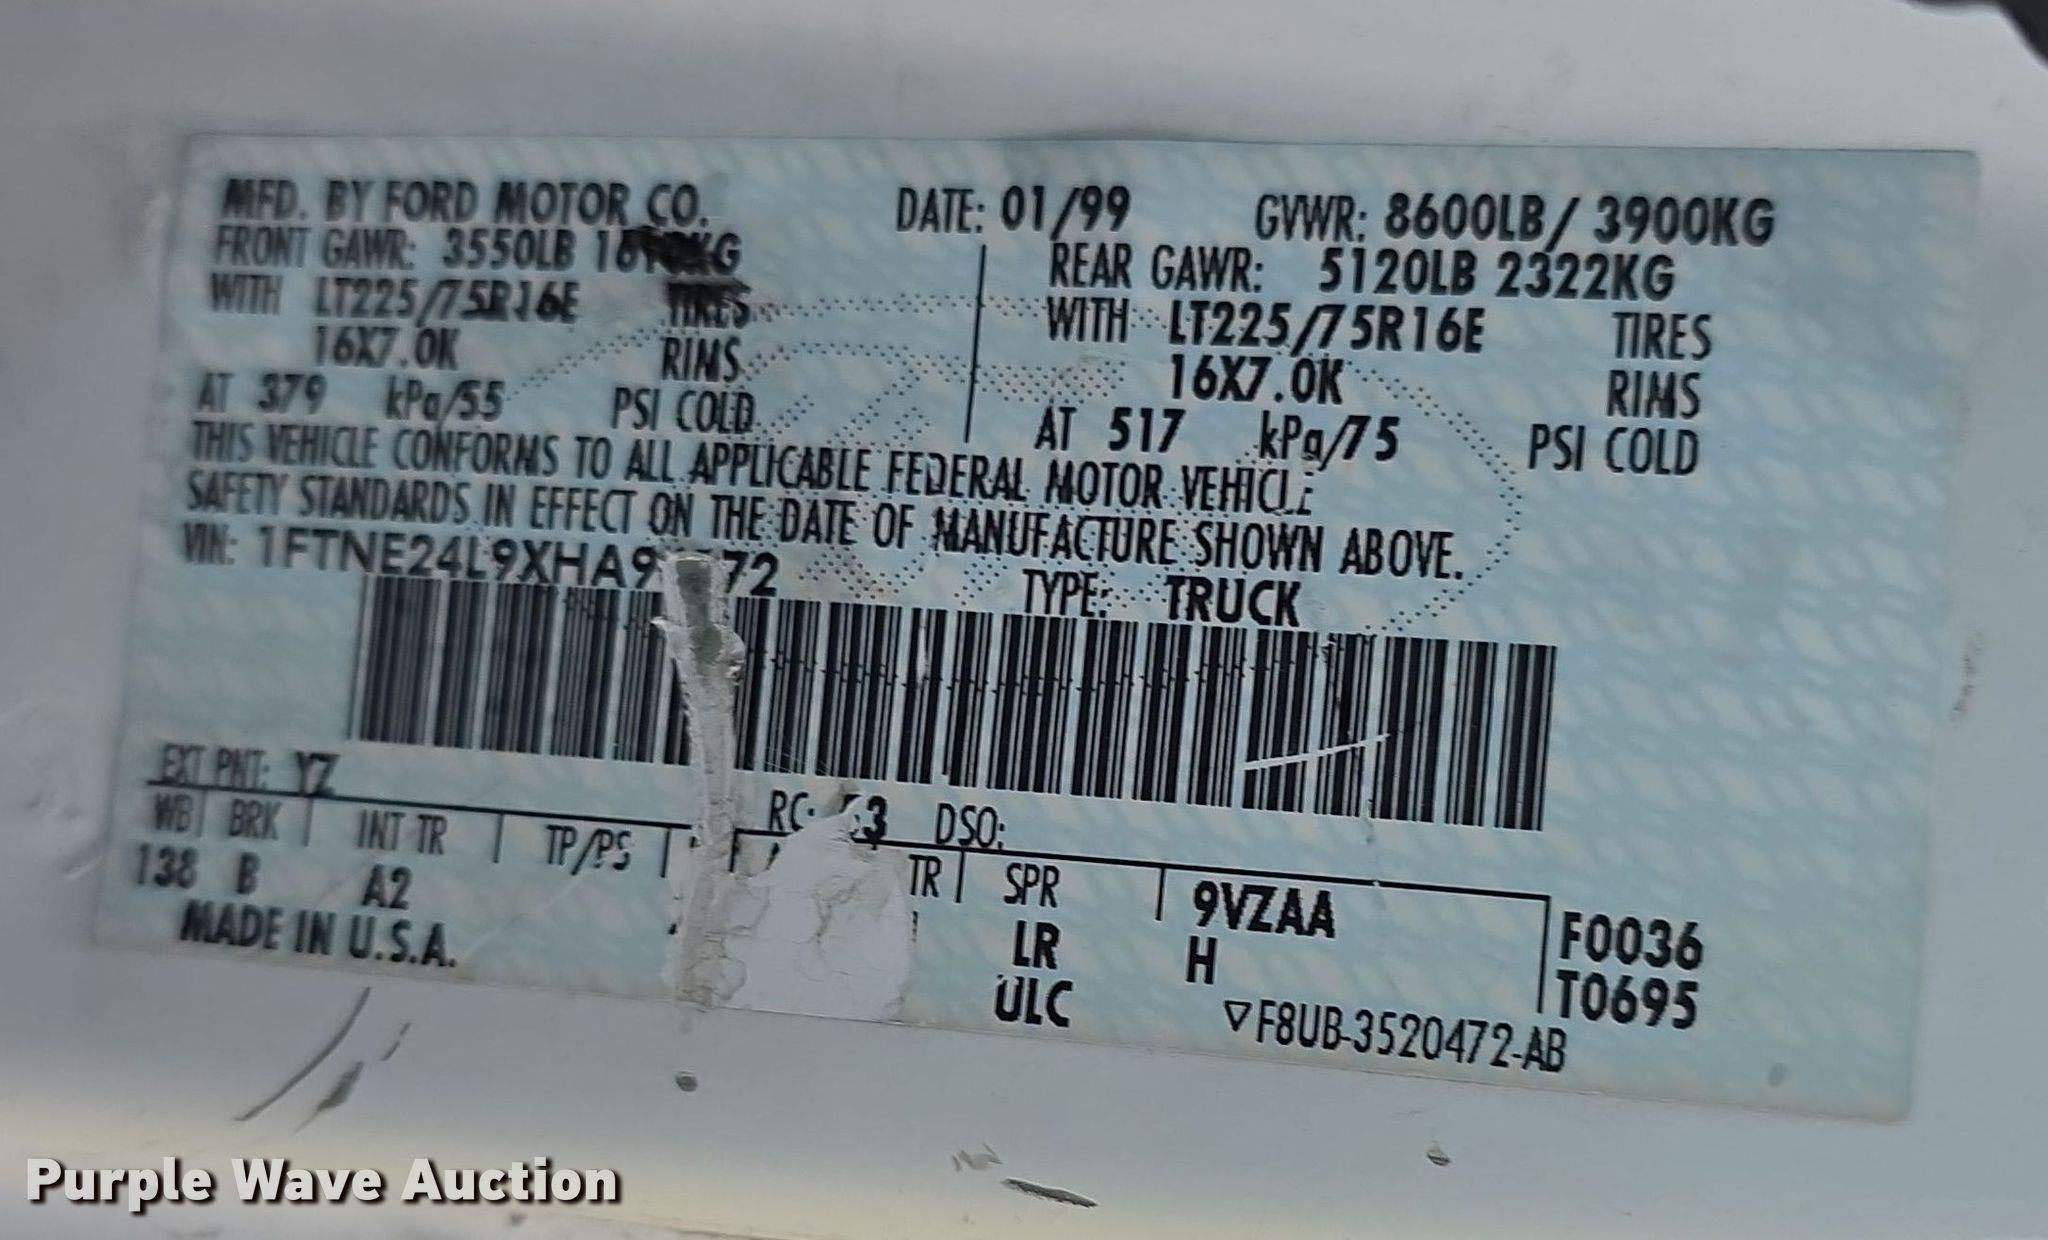 MFD. BY FORD MOTOR CO. DATE: 01/99 GVWR: 8600LB/ 3900KG
FRONT GAWR: 3550LB REAR GAWR: 5120LB 2322KG
WITH LT225/75R16E TIRES WITH LT225/75R16E TIRES
16X7.0K RIMS 16X7.0K RIMS
AT 379 kPa/55 PSI COLD AT 517 kPa/75 PSI COLD
THIS VEHICLE CONFORMS TO ALL APPLICABLE FEDERAL MOTOR VEHICLE
SAFETY STANDARDS IN EFFECT ON THE DATE OF MANUFACTURE SHOWN ABOVE.
VIN: TYPE: TRUCK
EXT PNT: YZ RC: DSO:
WB BRK INT TR TP/PS TR SPR 9VZAA F0036
138 B A2 LR H T0695
MADE IN U.S.A. ULC ▽F8UB-3520472-AB
Purple Wave Auction